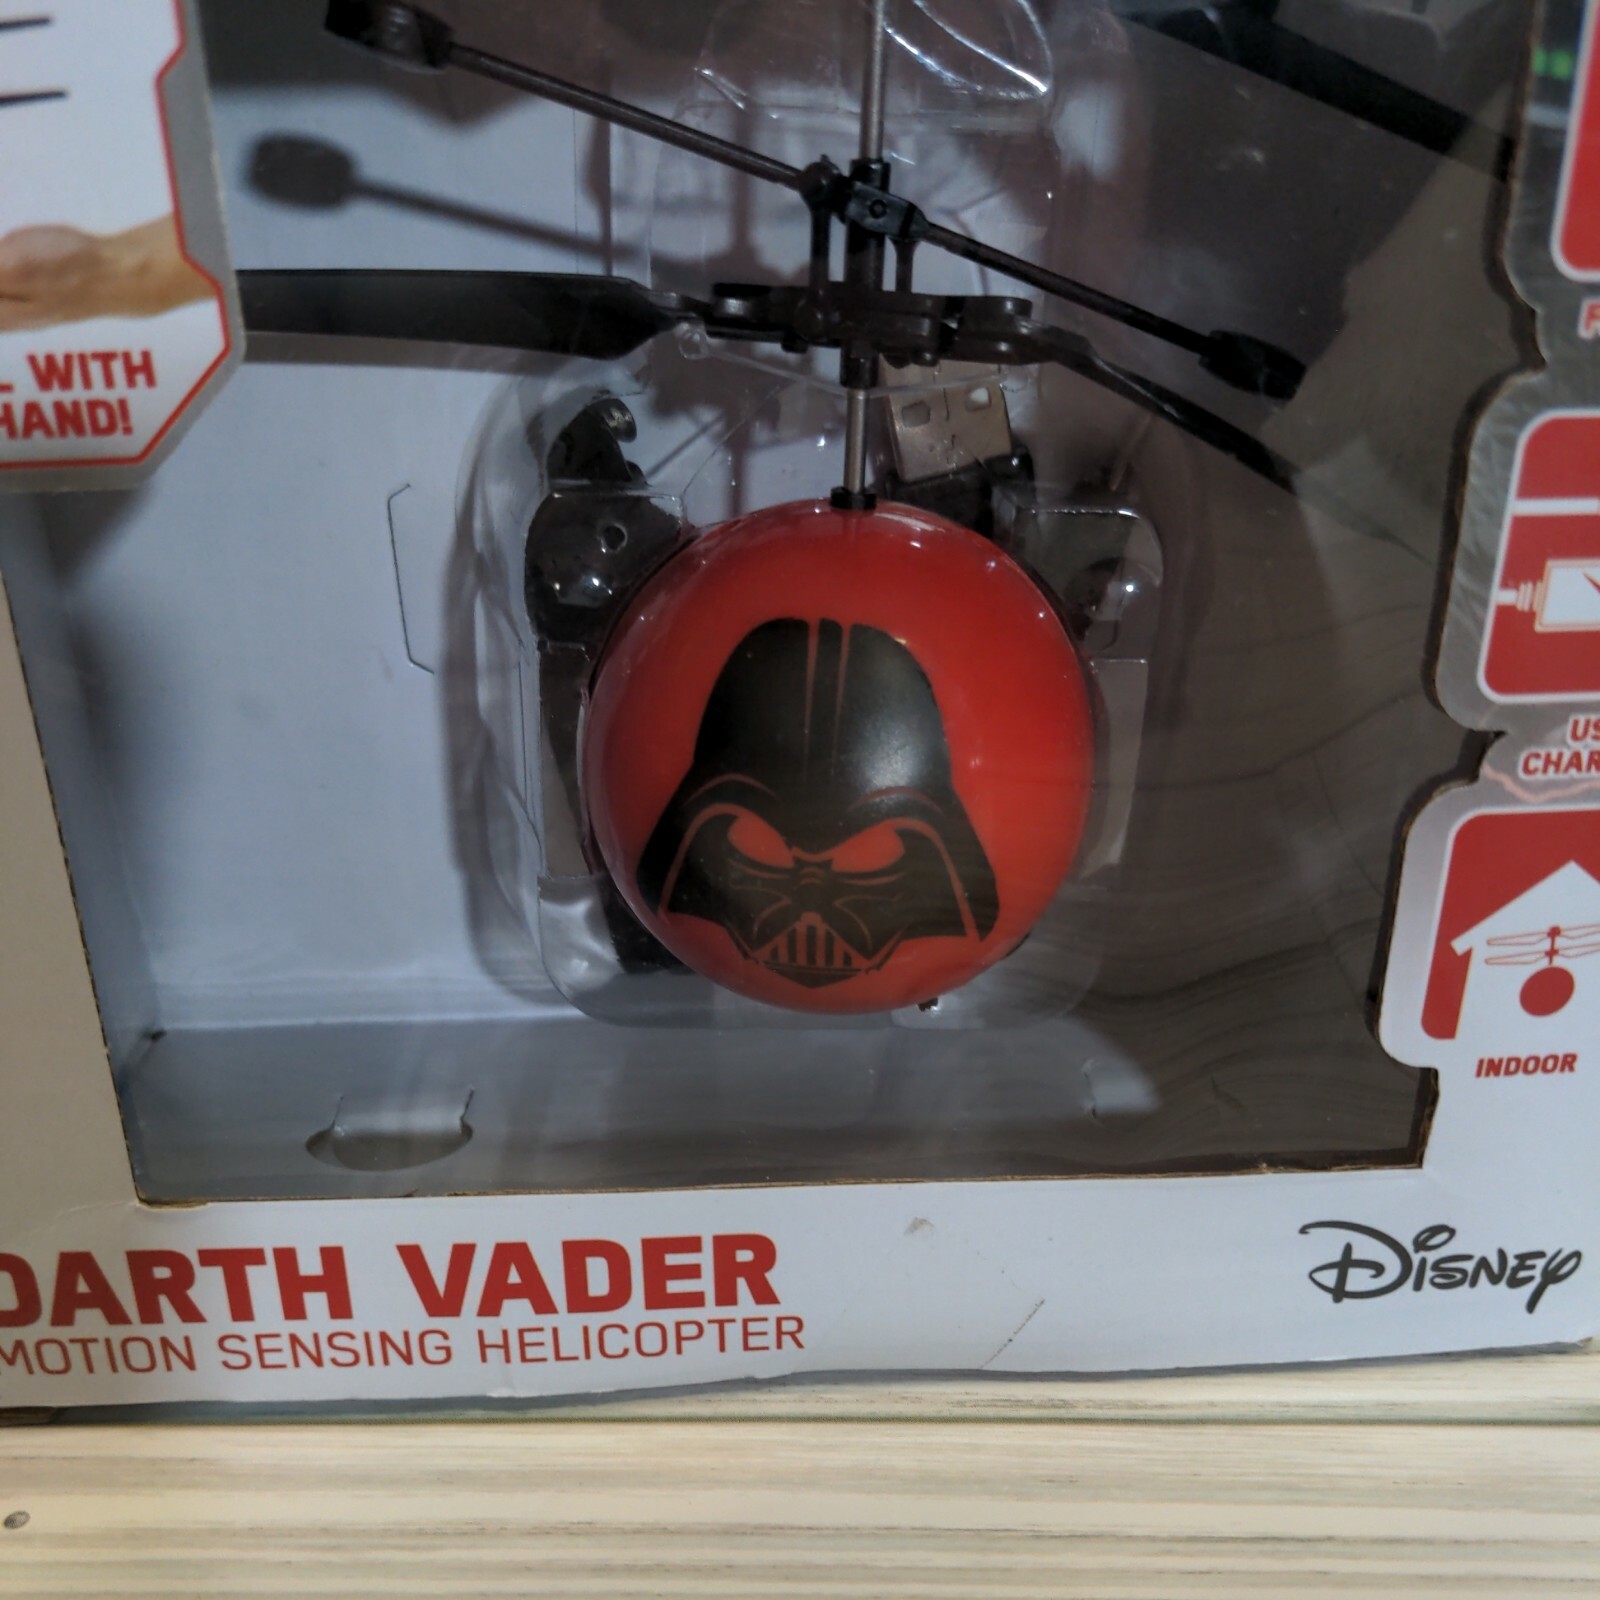 WITH
HAND!
INDOOR
DARTH VADER
MOTION SENSING HELICOPTER
Disney